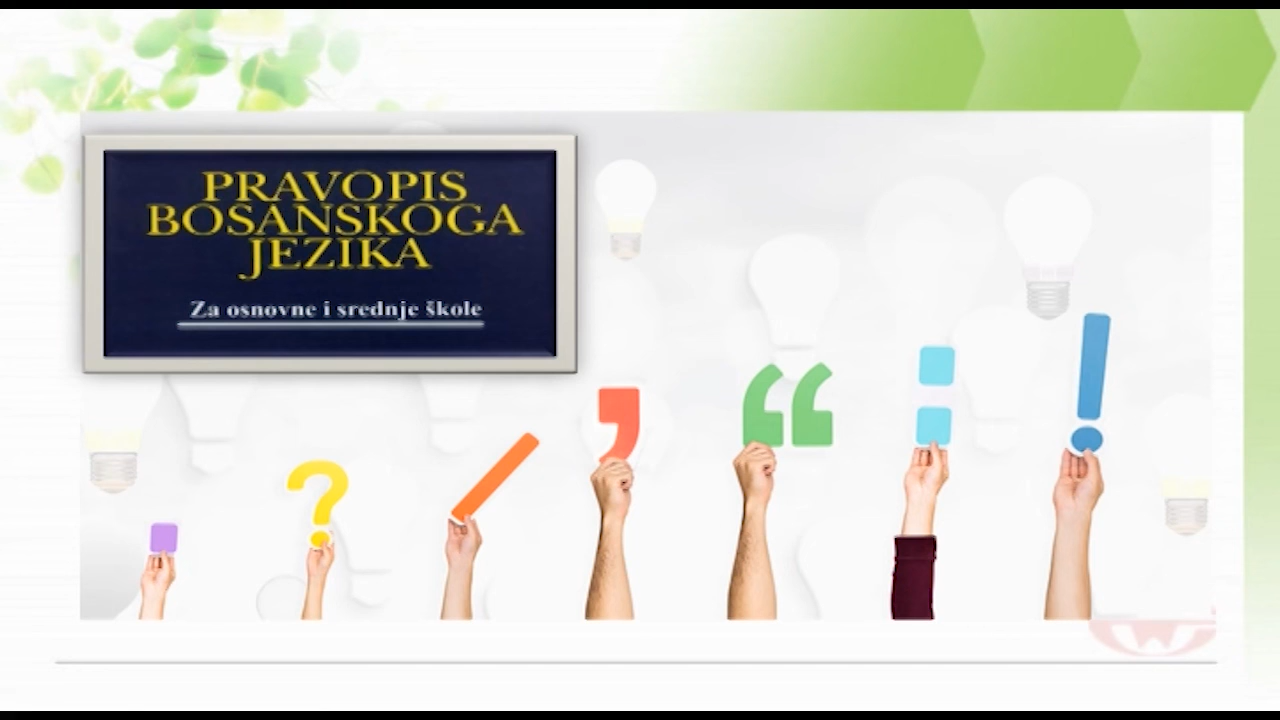 PRAVOPIS
BOSANSKOGA
JEZIKA
Za osnovne i srednje škole
? / , “ : !